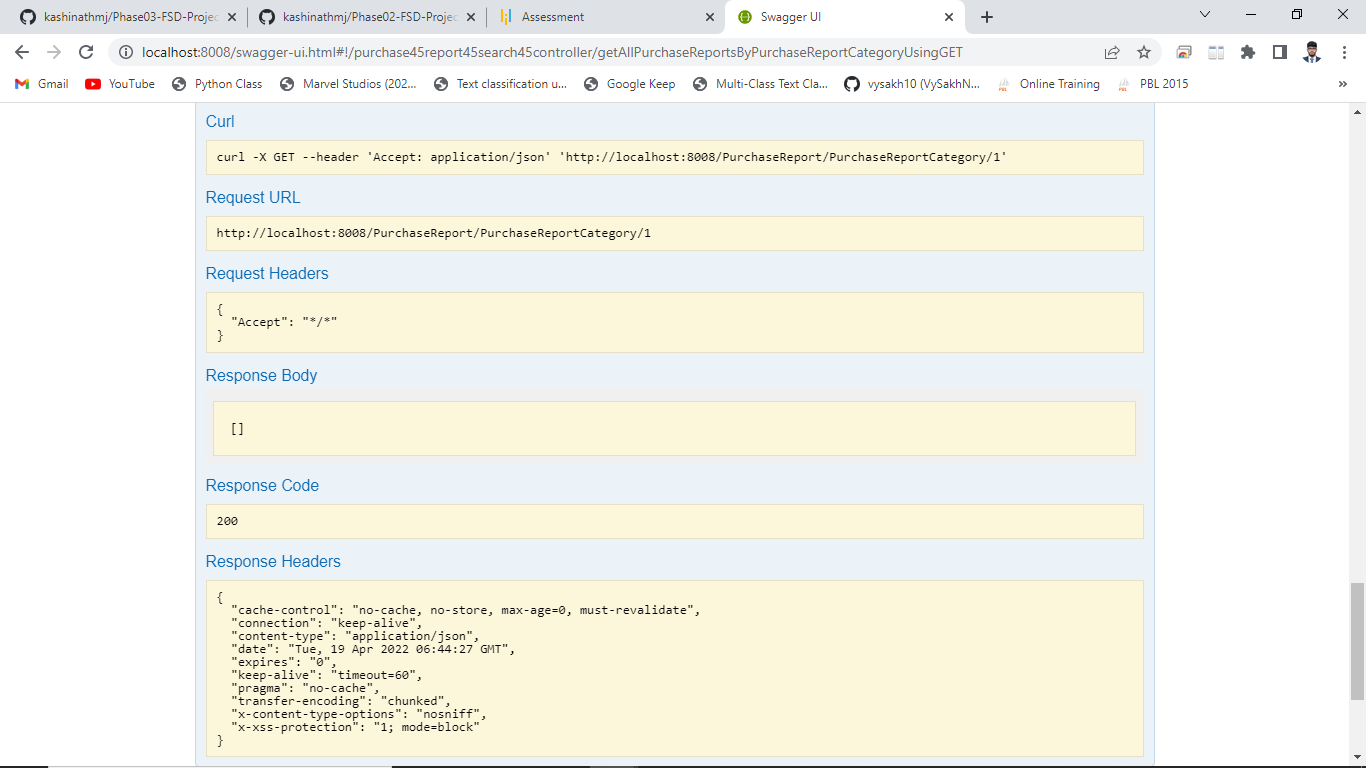 kashinathmj/Phase03-FSD-Projec
kashinathmj/Phase02-FSD-Projec
Assessment
Swagger UI
localhost:8008/swagger-ui.html#!/purchase45report45search45controller/getAllPurchaseReportsByPurchaseReportCategoryUsingGET
Gmail
YouTube
Python Class
Marvel Studios (202...
Text classification u...
Google Keep
Multi-Class Text Cla...
vysakh10 (VySakhN...
PBL
Online Training
PBL
PBL 2015
»
Curl
curl -X GET --header 'Accept: application/json' 'http://localhost:8008/PurchaseReport/PurchaseReportCategory/1'
Request URL
http://localhost:8008/PurchaseReport/PurchaseReportCategory/1
Request Headers
{
"Accept": "*/*"
}
Response Body
[]
Response Code
200
Response Headers
{
"cache-control": "no-cache, no-store, max-age=0, must-revalidate",
"connection": "keep-alive",
"content-type": "application/json",
"date": "Tue, 19 Apr 2022 06:44:27 GMT",
"expires": "0",
"keep-alive": "timeout=60",
"pragma": "no-cache",
"transfer-encoding": "chunked",
"x-content-type-options": "nosniff",
"x-xss-protection": "1; mode=block"
}